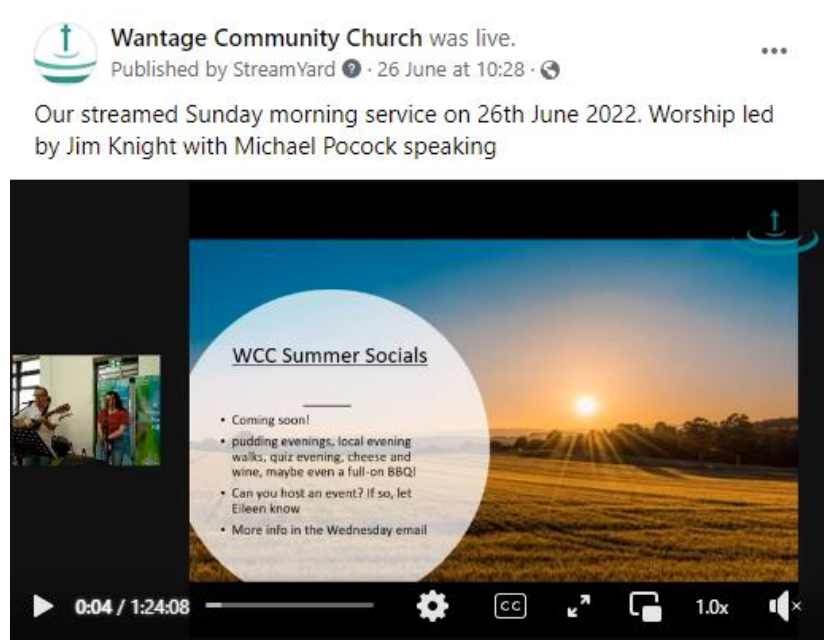 Wantage Community Church was live.
Published by StreamYard ? · 26 June at 10:28 ·
Our streamed Sunday morning service on 26th June 2022. Worship led
by Jim Knight with Michael Pocock speaking
WCC Summer Socials
• Coming soon!
• pudding evenings, local evening
walks, quiz evening, cheese and
wine, maybe even a full-on BBQ!
• Can you host an event? If so, let
Eileen know
• More info in the Wednesday email
0:04 / 1:24:08
CC
1.0x